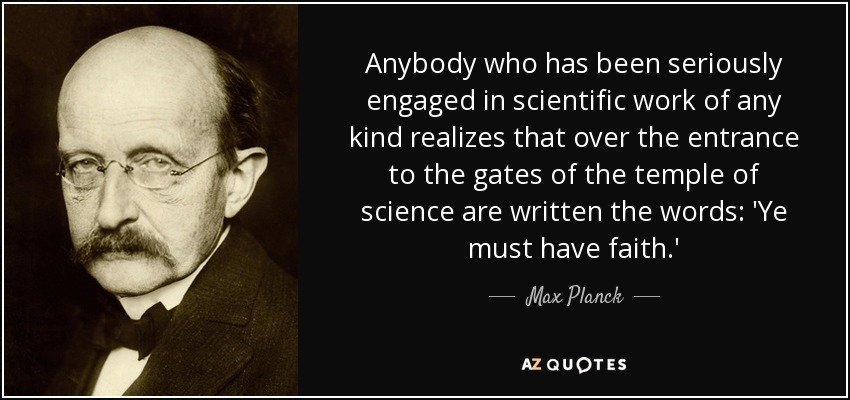 Anybody who has been seriously
engaged in scientific work of any
kind realizes that over the entrance
to the gates of the temple of
science are written the words: 'Ye
must have faith.'
Max Planck
AZ QUOTES